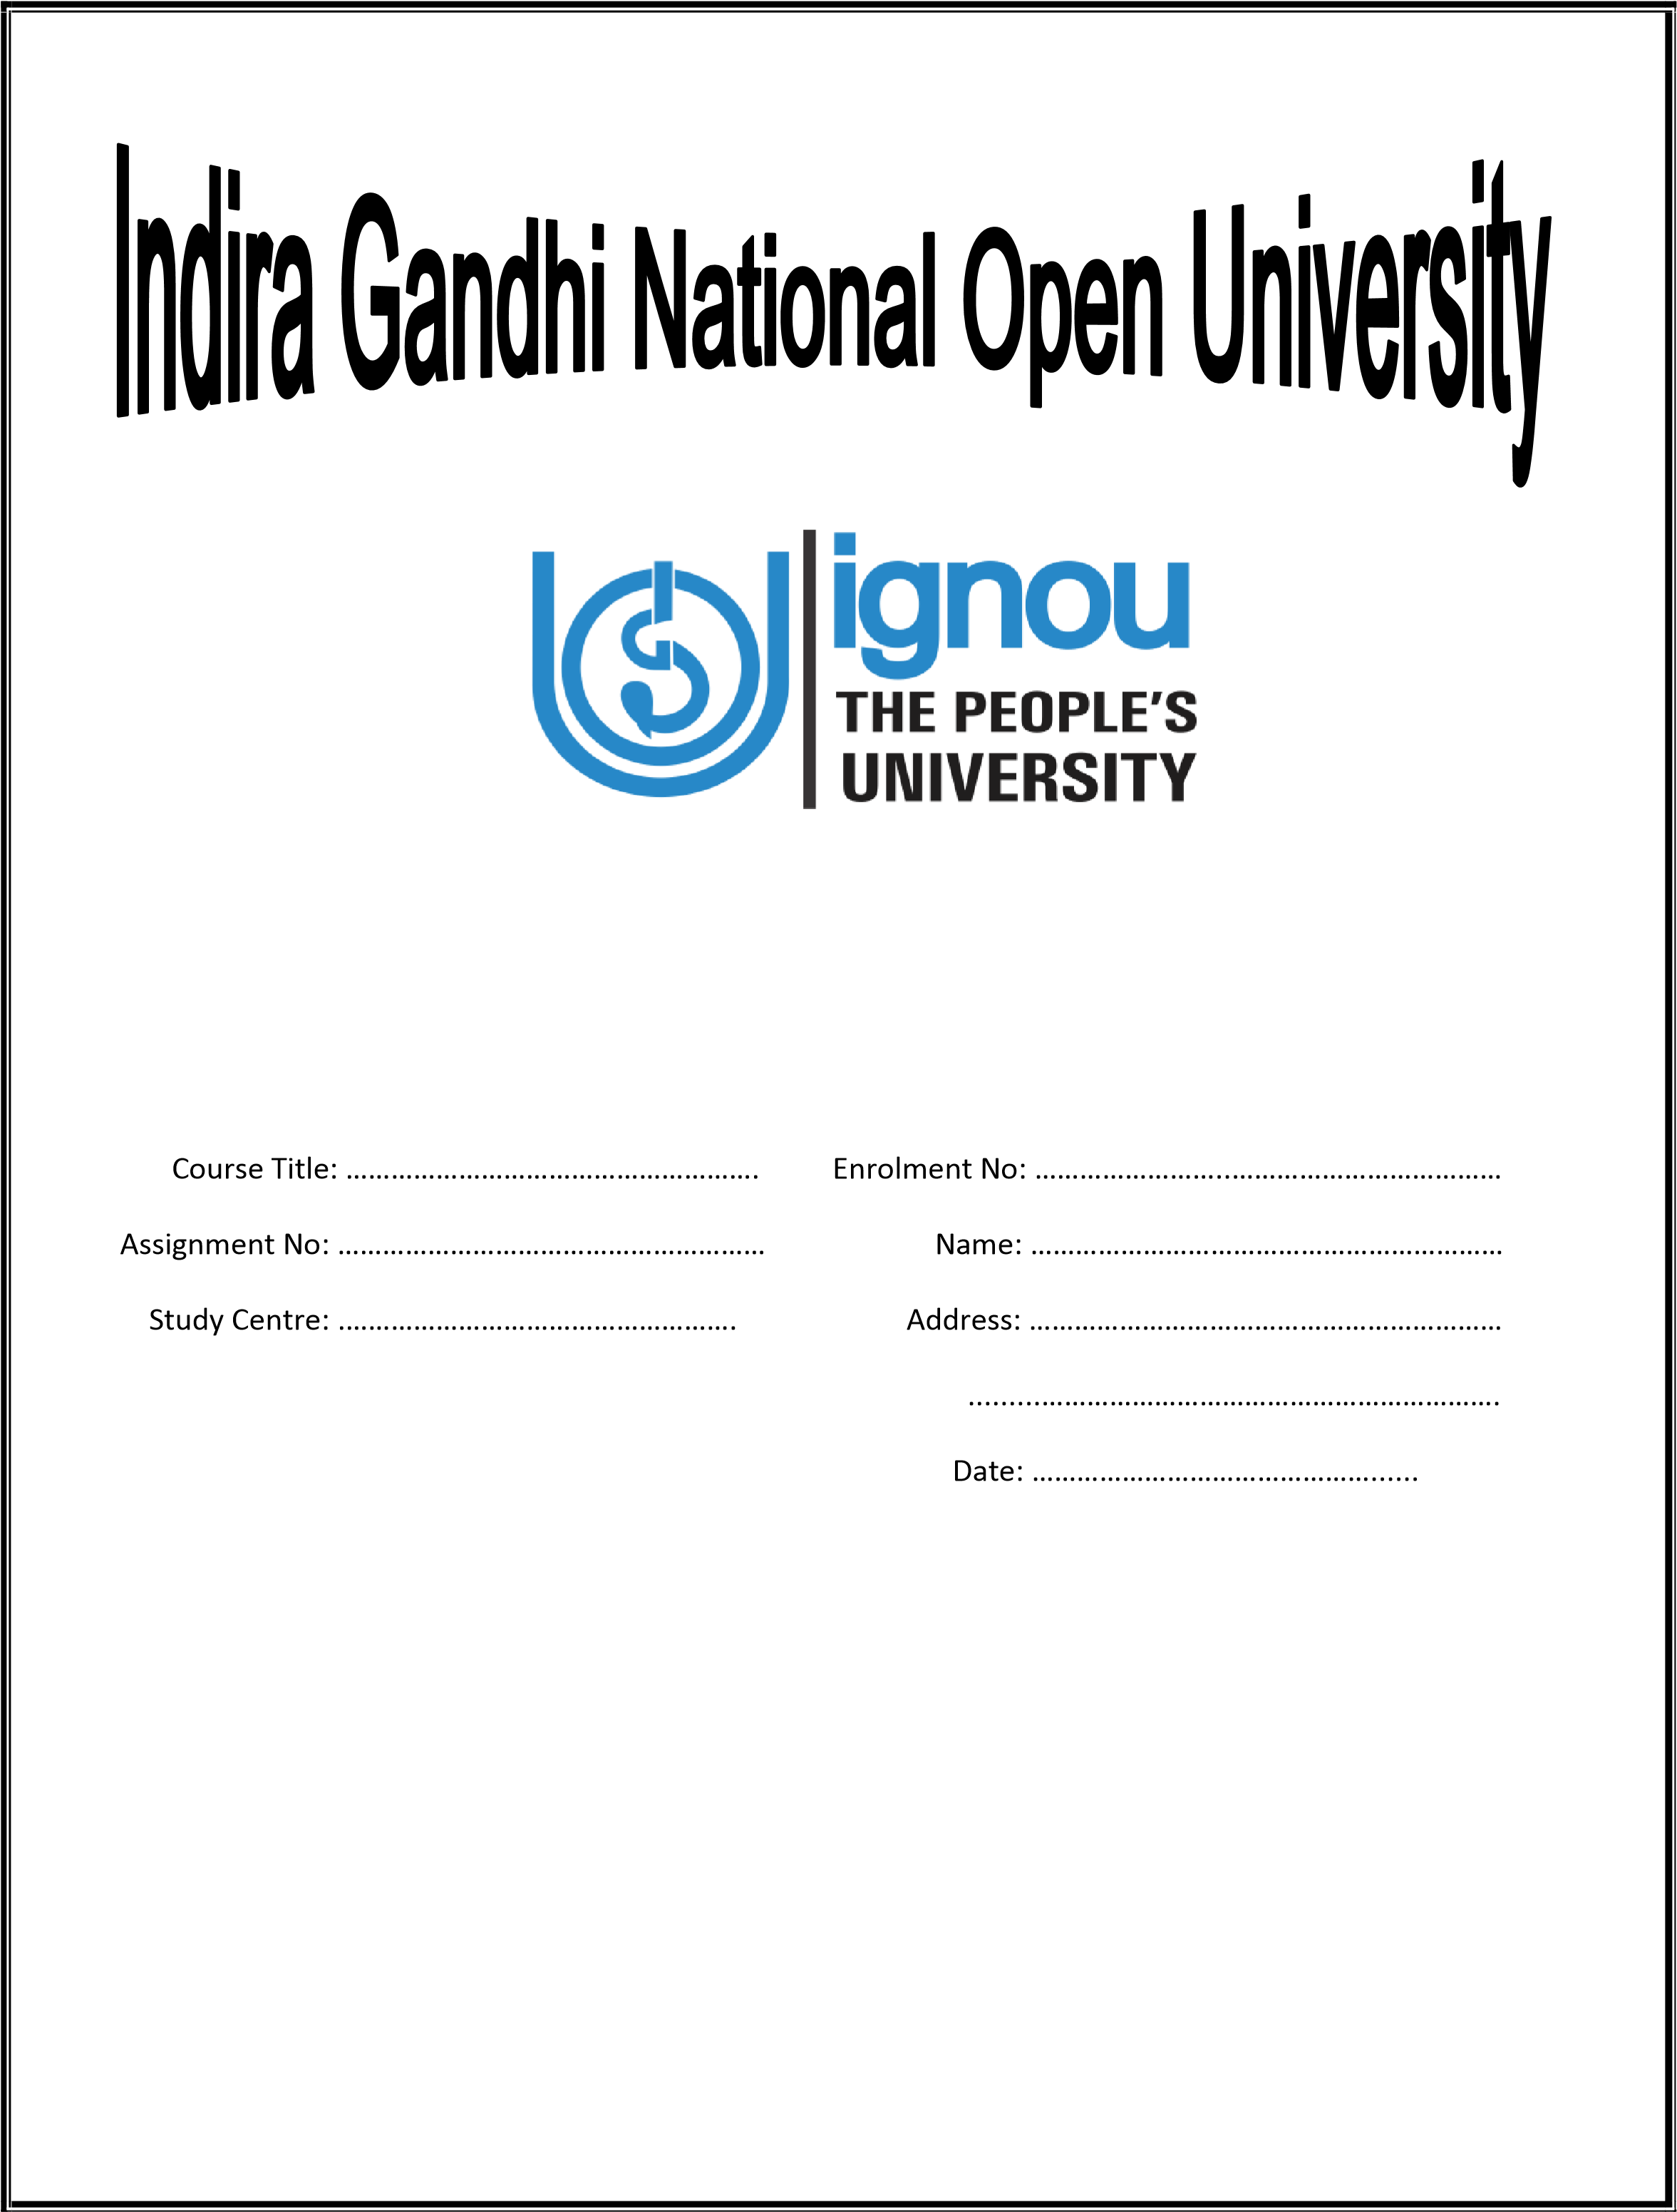 Indira Gandhi National Open University
ignou
THE PEOPLE'S
UNIVERSITY
Course Title: ............................................................
Enrolment No: ............................................................
Assignment No: ............................................................
Name: ............................................................
Study Centre: ............................................................
Address: ............................................................
............................................................
Date: ............................................................